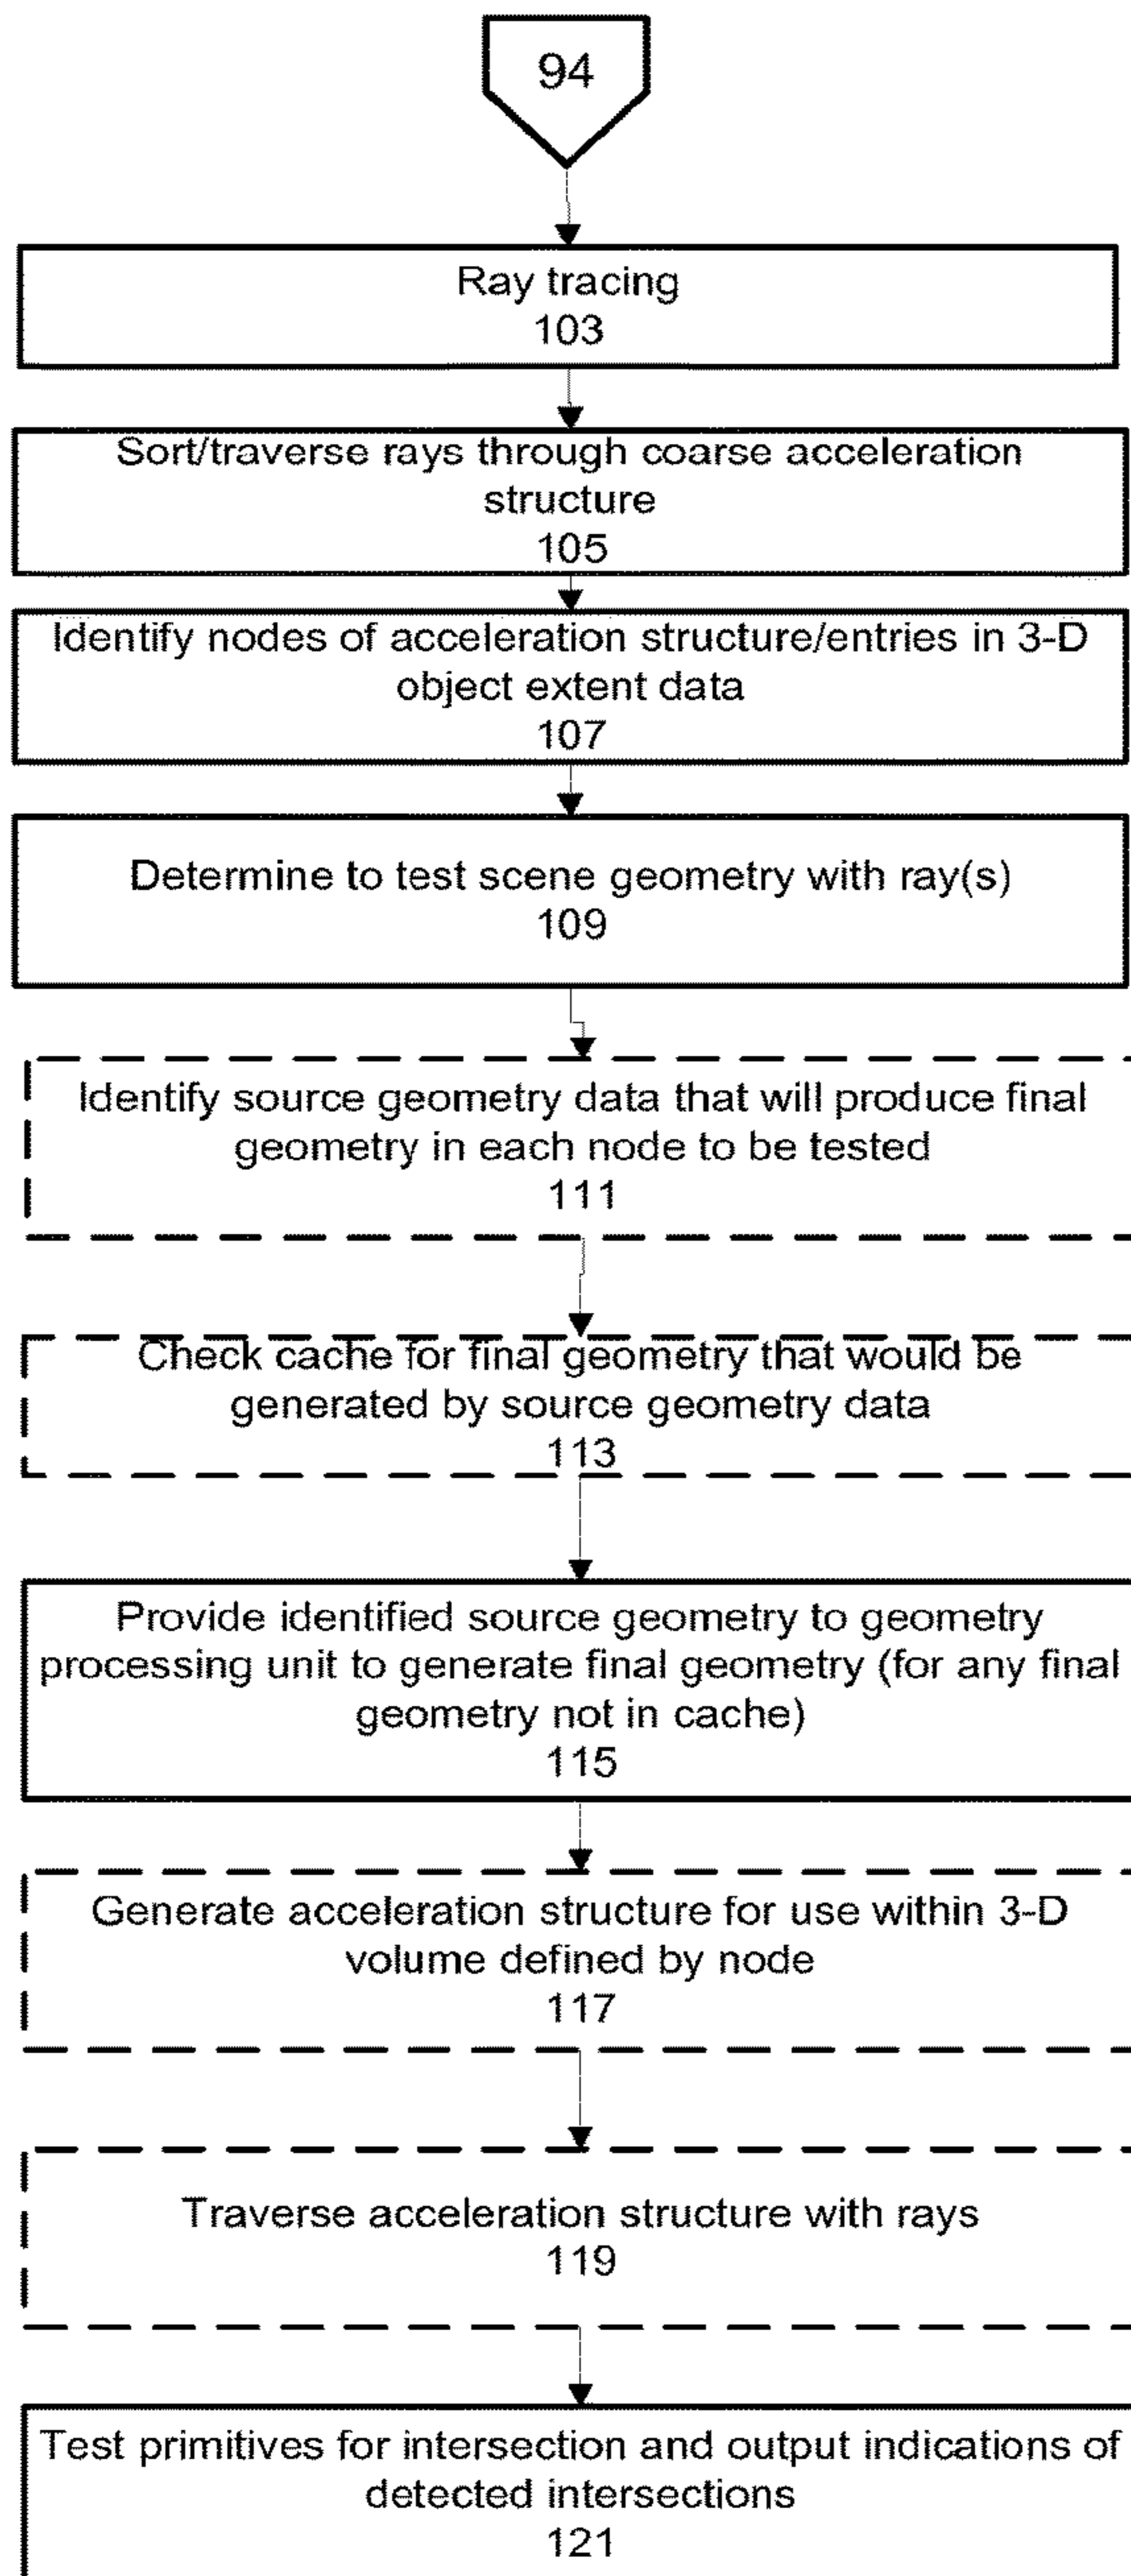 94
Ray tracing
103
Sort/traverse rays through coarse acceleration
structure
105
Identify nodes of acceleration structure/entries in 3-D
object extent data
107
Determine to test scene geometry with ray(s)
109
Identify source geometry data that will produce final
geometry in each node to be tested
111
Check cache for final geometry that would be
generated by source geometry data
113
Provide identified source geometry to geometry
processing unit to generate final geometry (for any final
geometry not in cache)
115
Generate acceleration structure for use within 3-D
volume defined by node
117
Traverse acceleration structure with rays
119
Test primitives for intersection and output indications of
detected intersections
121